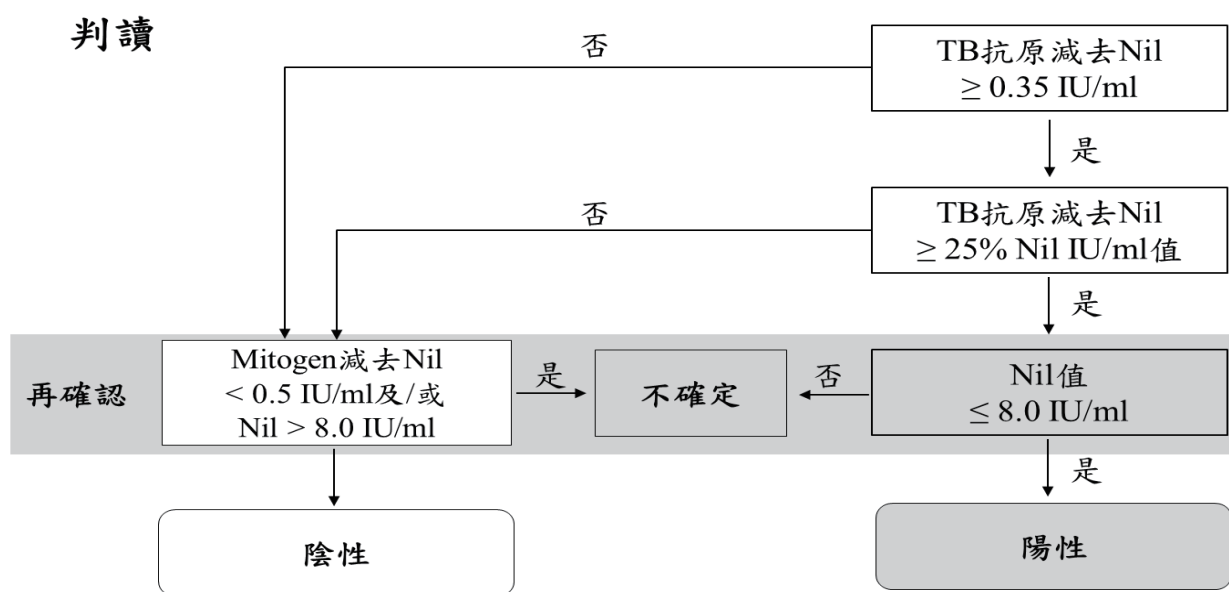 判讀
否
TB抗原減去Nil
≥ 0.35 IU/ml
是
否
TB抗原減去Nil
≥ 25% Nil IU/ml值
是
再確認
Mitogen減去Nil
< 0.5 IU/ml及/或
Nil > 8.0 IU/ml
是
不確定
否
Nil值
≤ 8.0 IU/ml
是
陰性
陽性